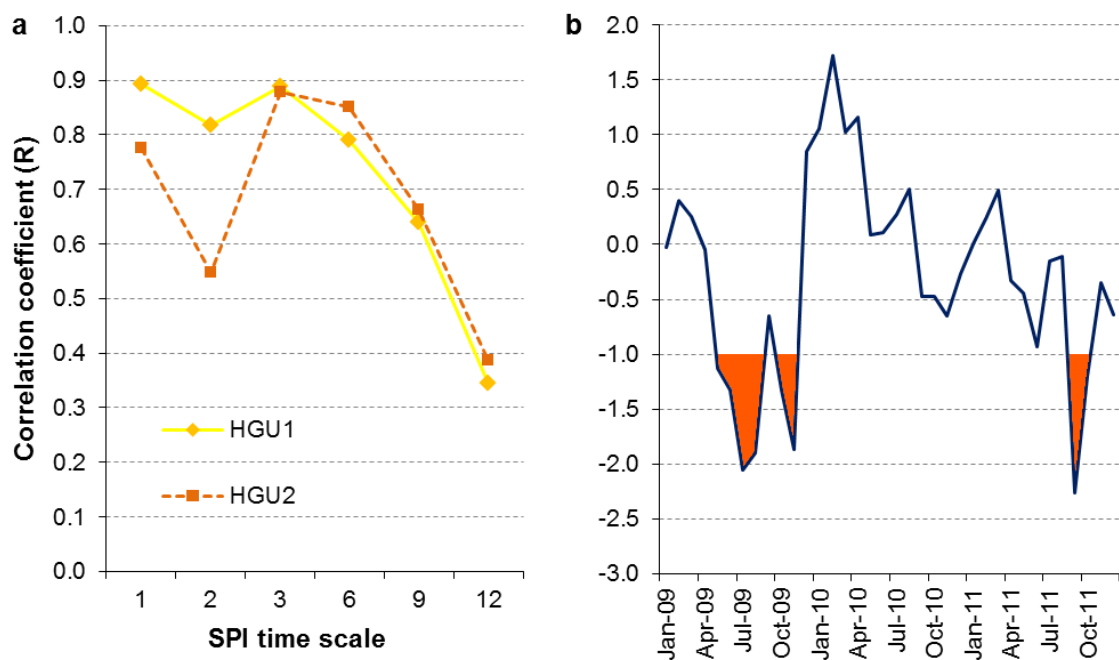 a
1.0
0.9
0.8
0.7
0.6
0.5
0.4
0.3
0.2
0.1
0.0
Correlation coefficient (R)
HGU1
HGU2
1 2 3 6 9 12
SPI time scale
b
2.0
1.5
1.0
0.5
0.0
-0.5
-1.0
-1.5
-2.0
-2.5
-3.0
Jan-09
Apr-09
Jul-09
Oct-09
Jan-10
Apr-10
Jul-10
Oct-10
Jan-11
Apr-11
Jul-11
Oct-11